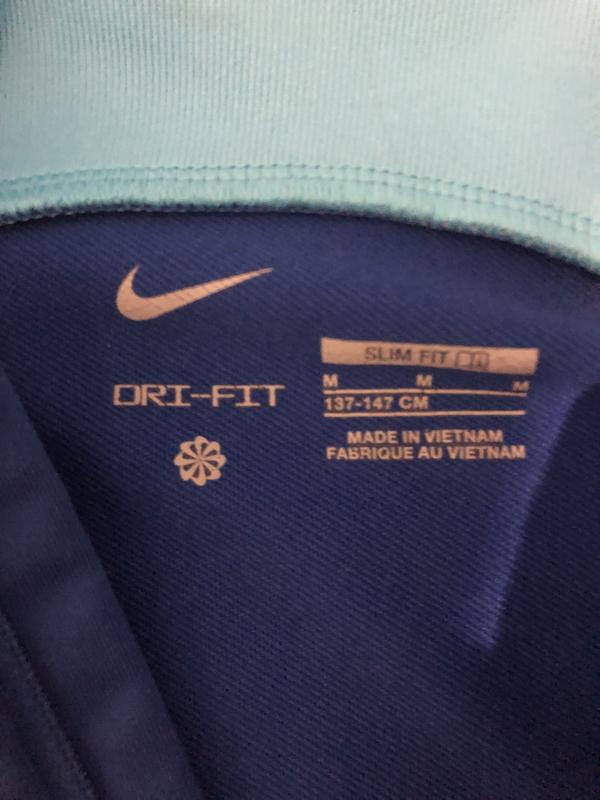 DRI-FIT
SLIM FIT
M M M
137-147 CM
MADE IN VIETNAM
FABRIQUE AU VIETNAM